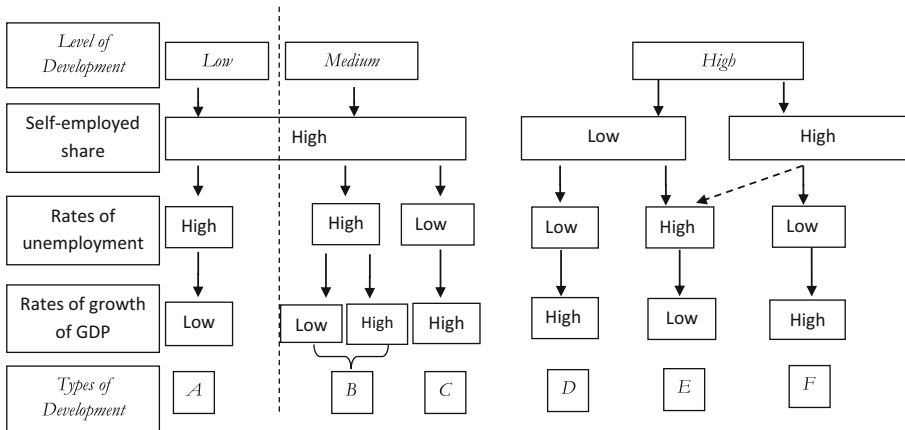 Level of
Development
Low
Medium
High
Self-employed
share
High
Low
High
Rates of
unemployment
High
High
Low
Low
High
Low
Rates of growth
of GDP
Low
Low
High
High
High
Low
High
Types of
Development
A
B
C
D
E
F